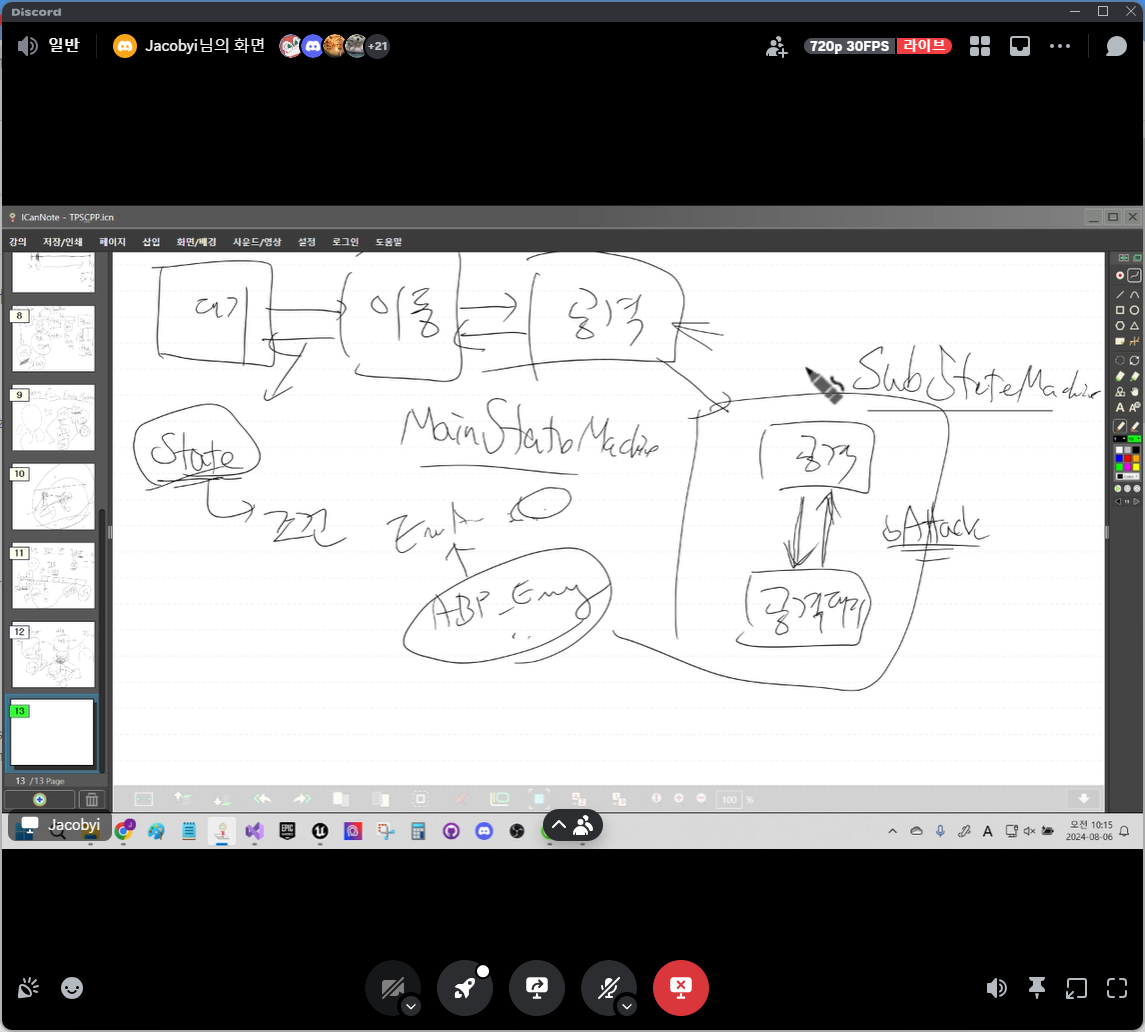 Discord
일반
Jacobyi님의 화면
+21
720p 30FPS 라이브
ICanNote - TPSCPP.icn
강의 저장/인쇄 페이지 삽입 화면/배경 사운드/영상 설정 로그인 도움말
8
9
10
11
12
13
13 /13 Page
대기 이동 공격
SubStateMachine
MainStateMachine
State
공격
조건
bAttack
ABP_Enemy
공격대기
100 %
Jacobyi
EPIC GAMES
A
오전 10:15
2024-08-06